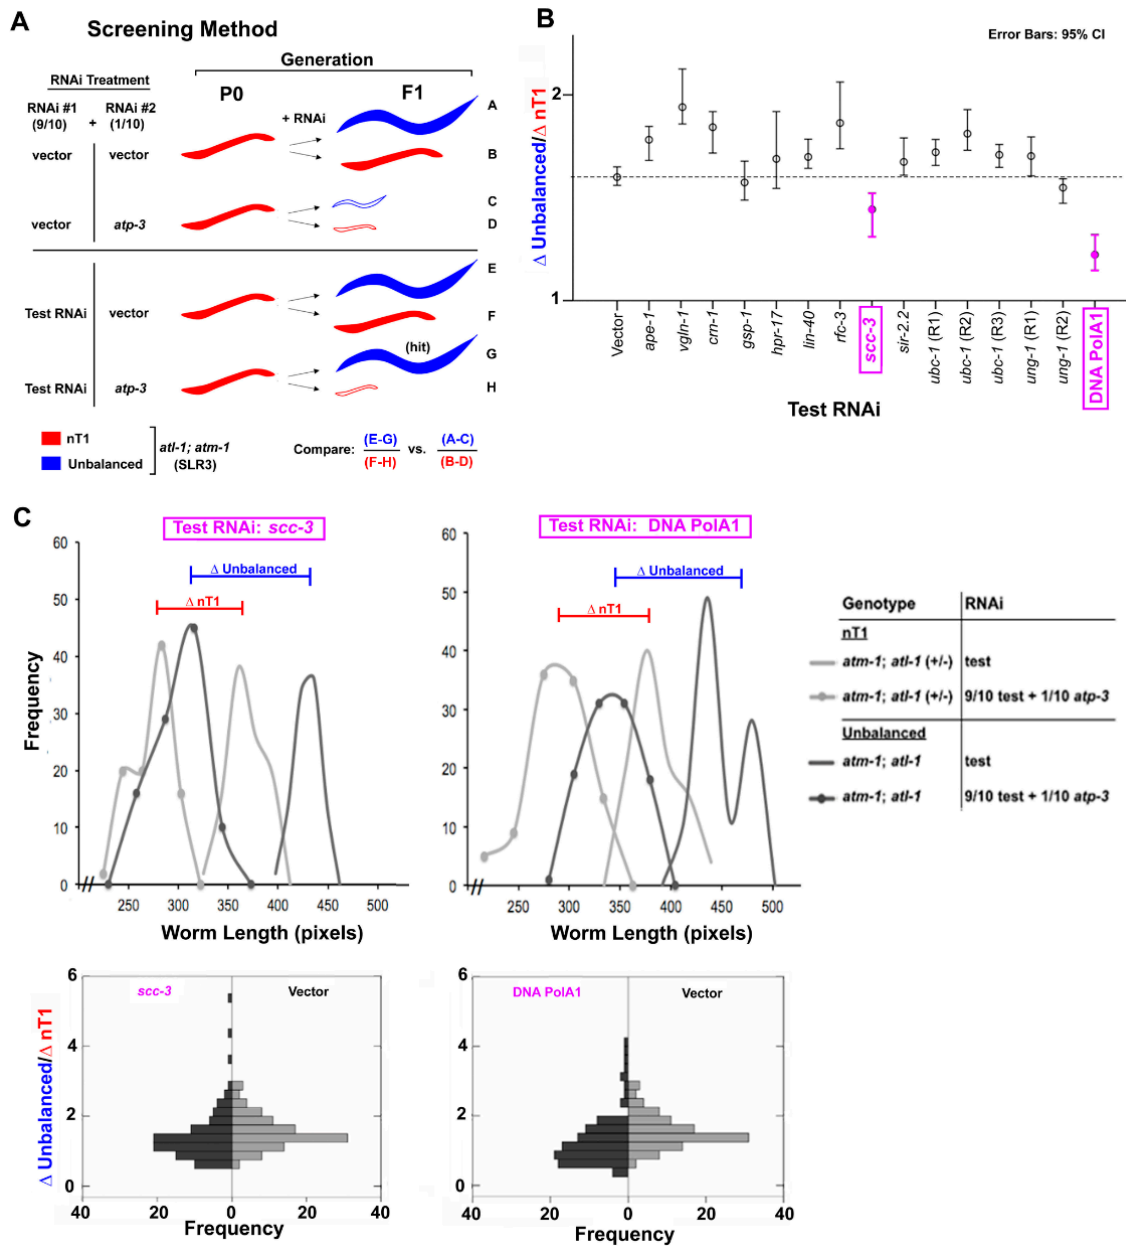 A
Screening Method
Generation
RNAi Treatment
P0
F1
RNAi #1
(9/10)
+
RNAi #2
(1/10)
+ RNAi
A
vector
vector
B
C
vector
atp-3
D
E
Test RNAi
vector
F
(hit)
G
Test RNAi
atp-3
H
nT1
Unbalanced
atl-1; atm-1
(SLR3)
Compare:
(E-G)
(F-H)
vs.
(A-C)
(B-D)
B
Error Bars: 95% CI
Δ Unbalanced/Δ nT1
2
1
Vector
ape-1
vgln-1
crn-1
gsp-1
hpr-17
lin-40
rfc-3
scc-3
sir-2.2
ubc-1 (R1)
ubc-1 (R2)
ubc-1 (R3)
ung-1 (R1)
ung-1 (R2)
DNA PolA1
Test RNAi
C
Test RNAi: scc-3
Δ Unbalanced
Δ nT1
Frequency
60
50
40
30
20
10
0
250 300 350 400 450 500
Worm Length (pixels)
Test RNAi: DNA PolA1
Δ Unbalanced
Δ nT1
60
50
40
30
20
10
0
250 300 350 400 450 500
Worm Length (pixels)
Genotype RNAi
nT1
atm-1; atl-1 (+/-) test
atm-1; atl-1 (+/-) 9/10 test + 1/10 atp-3
Unbalanced
atm-1; atl-1 test
atm-1; atl-1 9/10 test + 1/10 atp-3
Δ Unbalanced/Δ nT1
scc-3
Vector
6
4
2
0
40 20 0 20 40
Frequency
DNA PolA1
Vector
6
4
2
0
40 20 0 20 40
Frequency